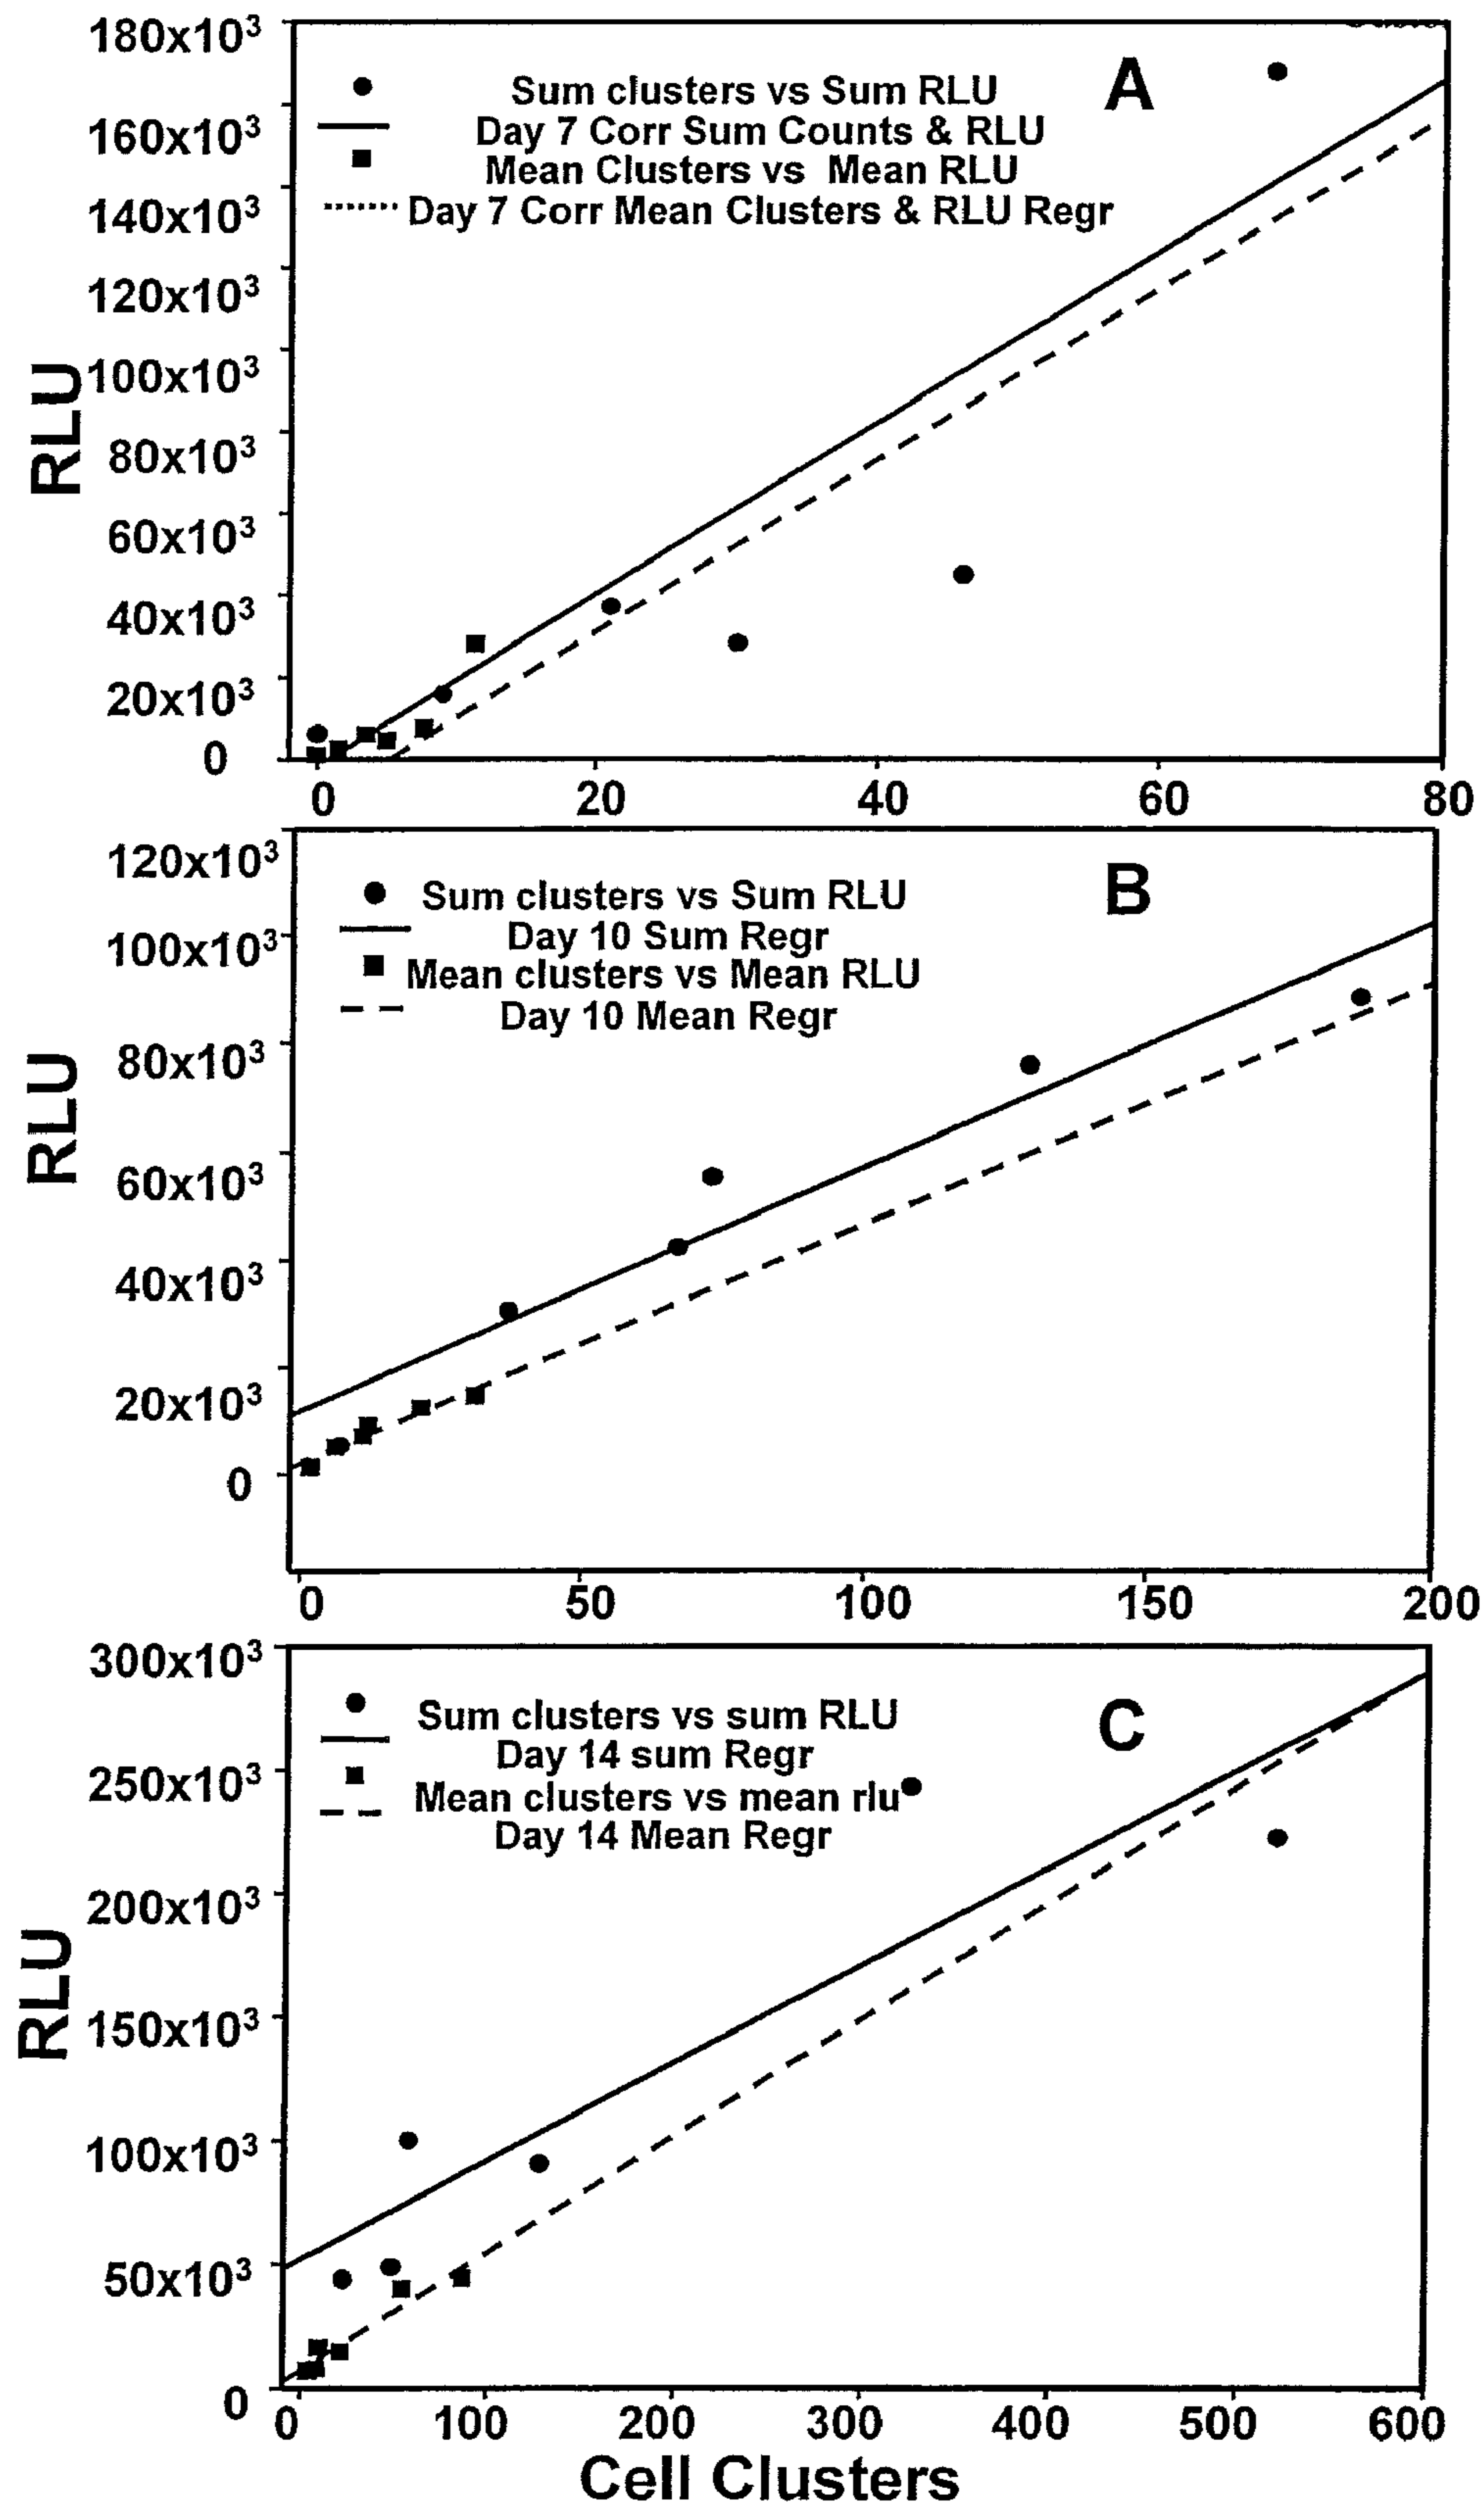 180x10³
A
Sum clusters vs Sum RLU
Day 7 Corr Sum Counts & RLU
160x10³
Mean Clusters vs Mean RLU
Day 7 Corr Mean Clusters & RLU Regr
140x10³
120x10³
100x10³
RLU
80x10³
60x10³
40x10³
20x10³
0
0 20 40 60 80
120x10³
B
Sum clusters vs Sum RLU
Day 10 Sum Regr
100x10³
Mean clusters vs Mean RLU
Day 10 Mean Regr
80x10³
RLU
60x10³
40x10³
20x10³
0
0 50 100 150 200
300x10³
C
Sum clusters vs sum RLU
Day 14 sum Regr
250x10³
Mean clusters vs mean rlu
Day 14 Mean Regr
200x10³
RLU
150x10³
100x10³
50x10³
0
0 100 200 300 400 500 600
Cell Clusters